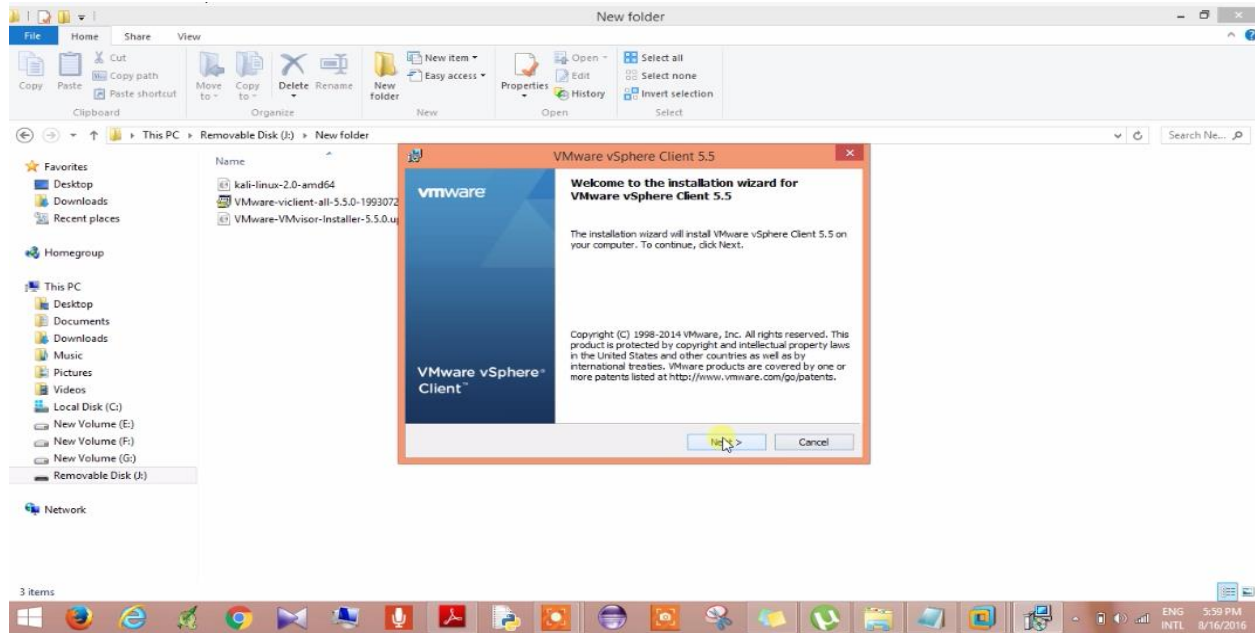 New folder
File Home Share View
Copy
Paste
Cut
Copy path
Paste shortcut
Clipboard
Move to
Copy to
Delete
Rename
Organize
New folder
New item
Easy access
New
Properties
Open
Edit
History
Open
Select all
Select none
Invert selection
Select
This PC Removable Disk (J:) New folder
Search Ne...
Favorites
Desktop
Downloads
Recent places
Homegroup
This PC
Desktop
Documents
Downloads
Music
Pictures
Videos
Local Disk (C:)
New Volume (E:)
New Volume (F:)
New Volume (G:)
Removable Disk (J:)
Network
Name
kali-linux-2.0-amd64
VMware-viclient-all-5.5.0-1993072
VMware-VMvisor-Installer-5.5.0.u
VMware vSphere Client 5.5
vmware
Welcome to the installation wizard for
VMware vSphere Client 5.5
The installation wizard will install VMware vSphere Client 5.5 on
your computer. To continue, click Next.
Copyright (C) 1998-2014 VMware, Inc. All rights reserved. This
product is protected by copyright and intellectual property laws
in the United States and other countries as well as by
international treaties. VMware products are covered by one or
more patents listed at http://www.vmware.com/go/patents.
VMware vSphere®
Client™
Next >
Cancel
3 items
ENG 5:59 PM
INTL 8/16/2016